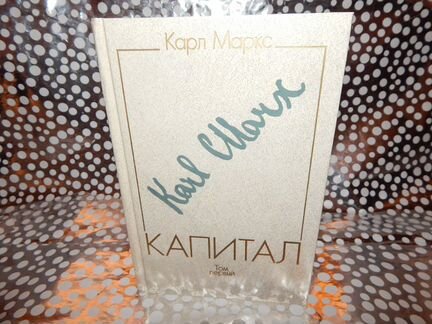 Карл Маркс
Karl Marx
КАПИТАЛ
Том
первый